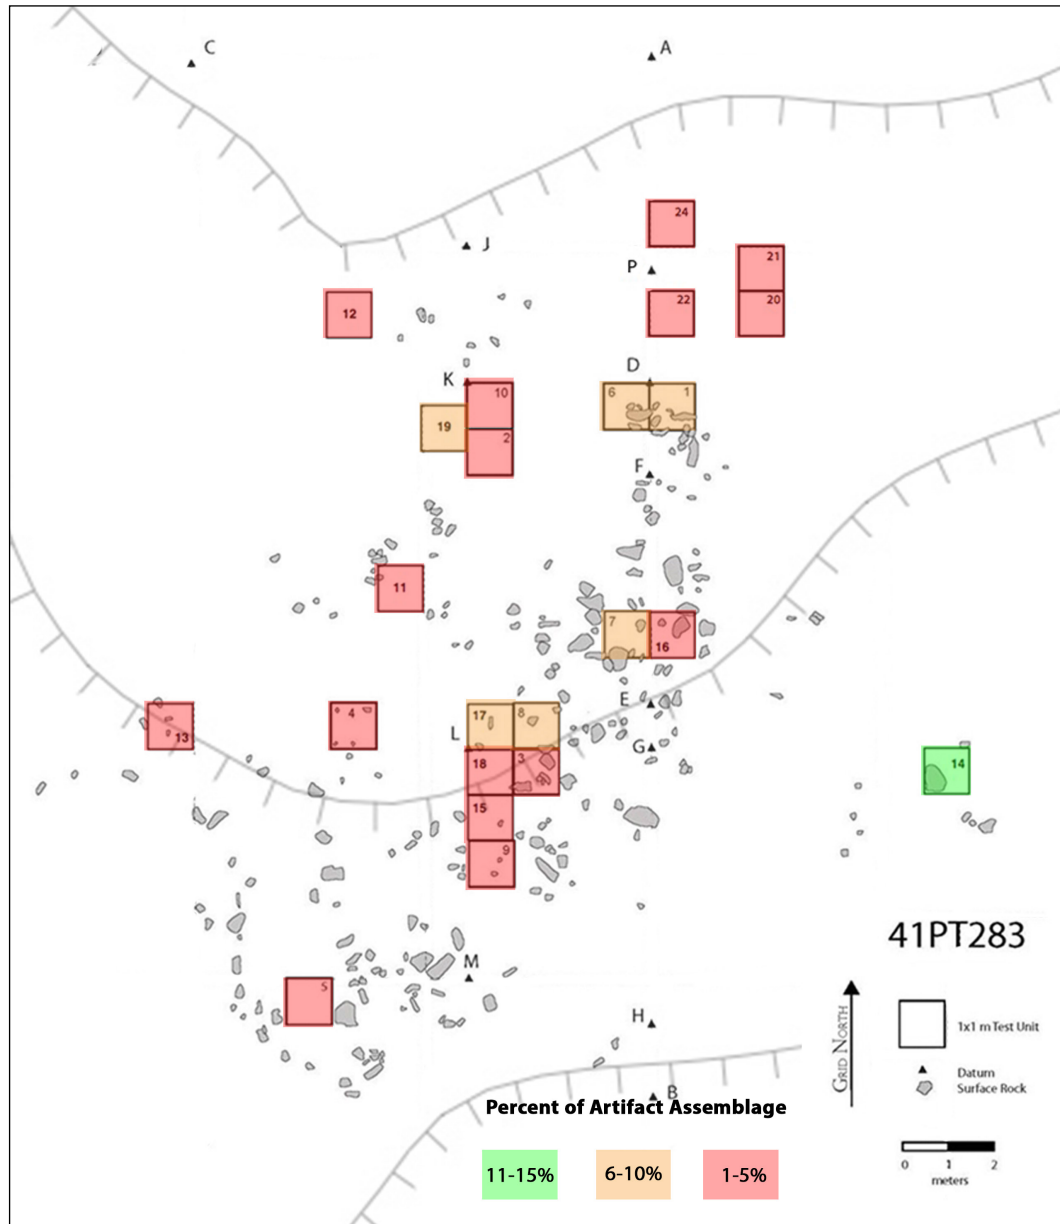 C
A
J
24
P
21
22
20
12
D
K
10
6
1
19
2
F
11
7
16
E
17
8
L
4
13
G
18
3
14
15
9
41PT283
M
5
H
GRID NORTH
1x1 m Test Unit
Datum
Surface Rock
B
Percent of Artifact Assemblage
11-15%
6-10%
1-5%
0
1
2
meters